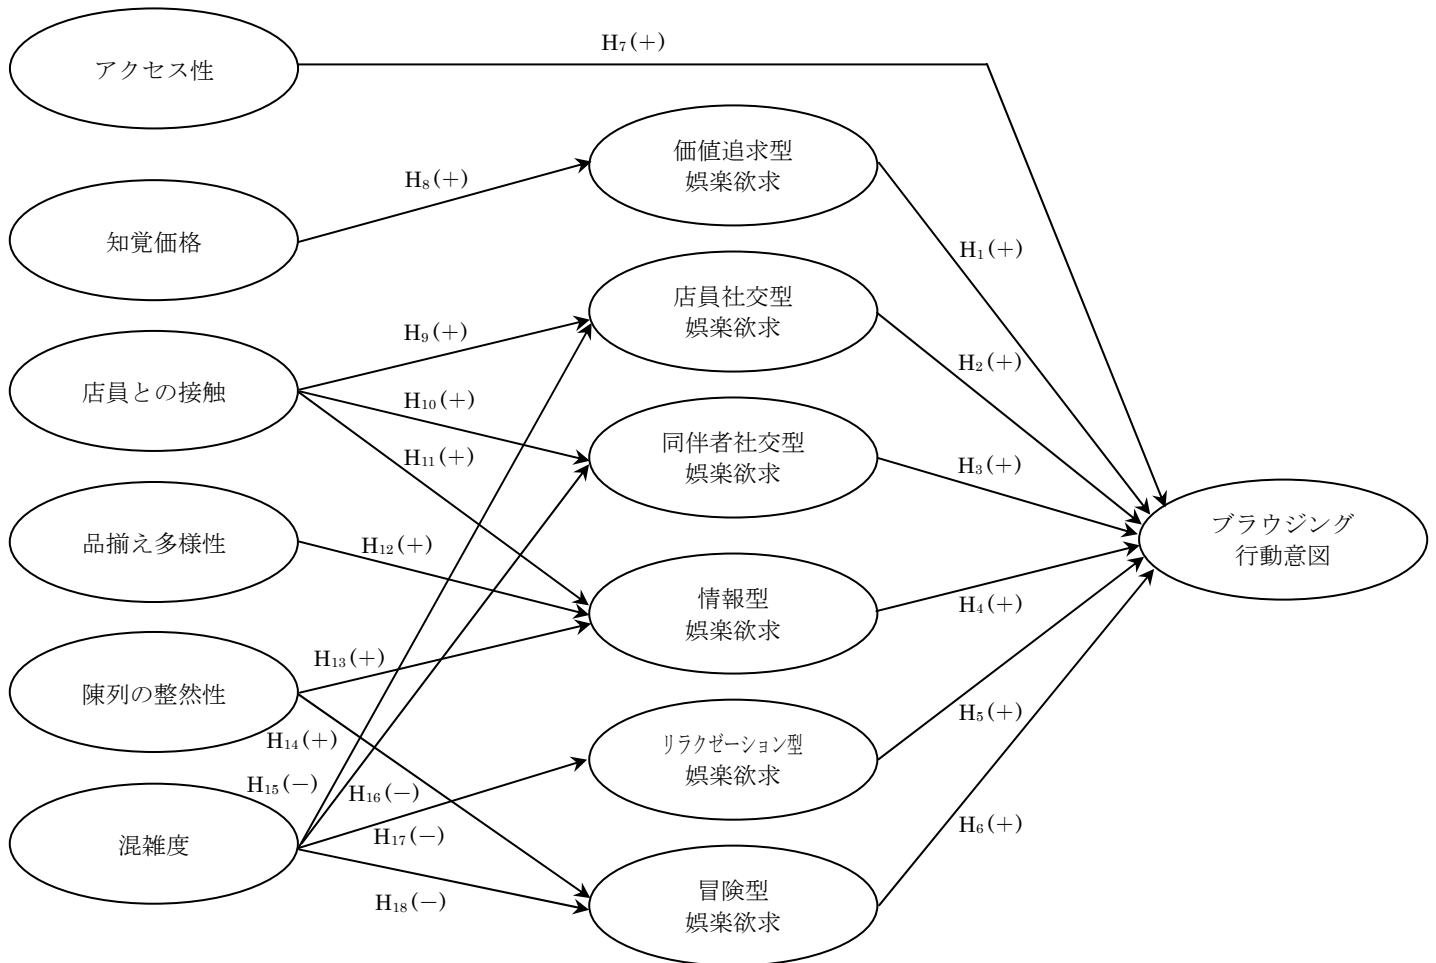 H₇(+)
アクセス性
価値追求型
娯楽欲求
H₈(+)
知覚価格
H₁(+)
店員社交型
娯楽欲求
H₉(+)
H₂(+)
店員との接触
H₁₀(+)
同伴者社交型
娯楽欲求
H₁₁(+)
H₃(+)
ブラウジング
行動意図
品揃え多様性
H₁₂(+)
情報型
娯楽欲求
H₄(+)
H₁₃(+)
陳列の整然性
H₁₄(+)
H₅(+)
リラクゼーション型
娯楽欲求
H₁₅(−)
H₁₆(−)
H₁₇(−)
H₆(+)
混雑度
冒険型
娯楽欲求
H₁₈(−)